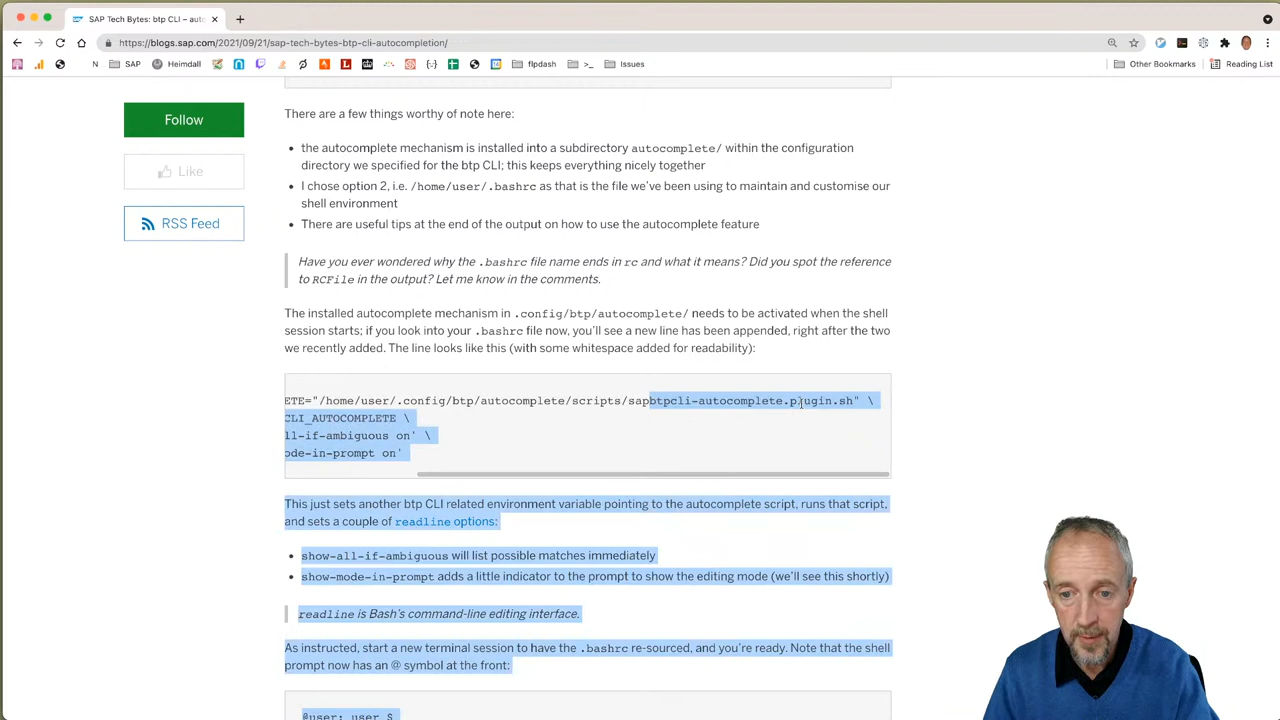 SAP Tech Bytes: btp CLI – auto
https://blogs.sap.com/2021/09/21/sap-tech-bytes-btp-cli-autocompletion/
N SAP Heimdall flpdash >_ Issues Other Bookmarks Reading List
Follow
Like
RSS Feed
There are a few things worthy of note here:
• the autocomplete mechanism is installed into a subdirectory autocomplete/ within the configuration
directory we specified for the btp CLI; this keeps everything nicely together
• I chose option 2, i.e. /home/user/.bashrc as that is the file we've been using to maintain and customise our
shell environment
• There are useful tips at the end of the output on how to use the autocomplete feature
Have you ever wondered why the .bashrc file name ends in rc and what it means? Did you spot the reference
to RCFile in the output? Let me know in the comments.
The installed autocomplete mechanism in .config/btp/autocomplete/ needs to be activated when the shell
session starts; if you look into your .bashrc file now, you'll see a new line has been appended, right after the two
we recently added. The line looks like this (with some whitespace added for readability):
ETE="/home/user/.config/btp/autocomplete/scripts/sapbtpcli-autocomplete.plugin.sh" \
CLI_AUTOCOMPLETE \
ll-if-ambiguous on' \
ode-in-prompt on'
This just sets another btp CLI related environment variable pointing to the autocomplete script, runs that script,
and sets a couple of readline options:
• show-all-if-ambiguous will list possible matches immediately
• show-mode-in-prompt adds a little indicator to the prompt to show the editing mode (we'll see this shortly)
readline is Bash's command-line editing interface.
As instructed, start a new terminal session to have the .bashrc re-sourced, and you're ready. Note that the shell
prompt now has an @ symbol at the front:
@user: user $